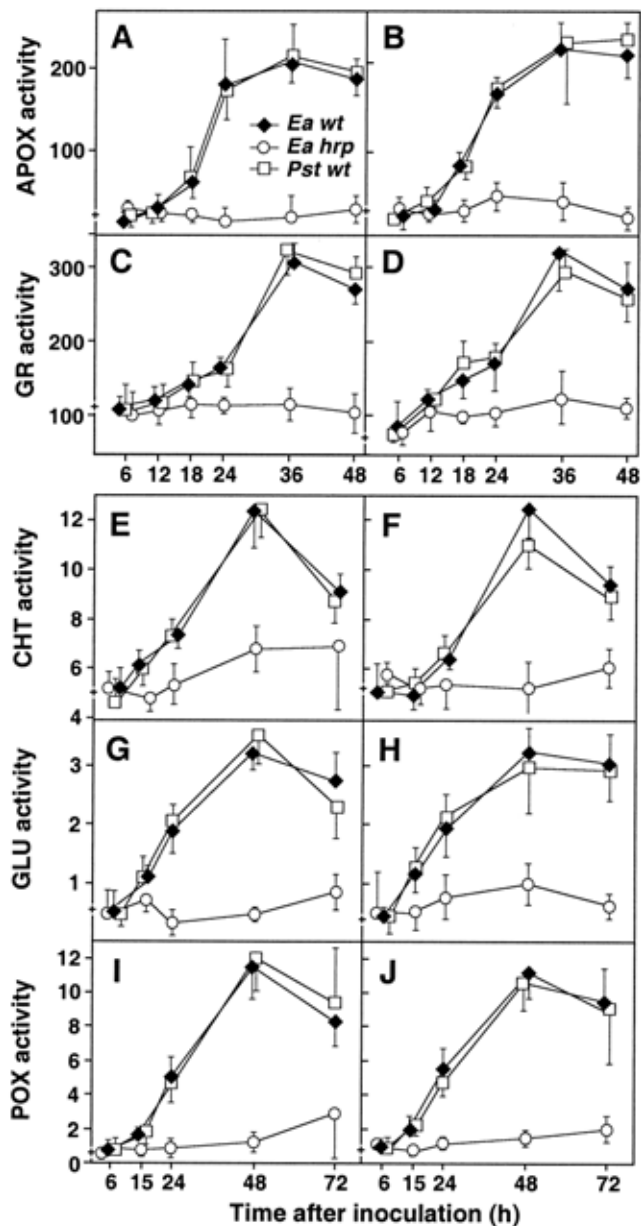 A
B
APOX activity
200
100
Ea wt
Ea hrp
Pst wt
C
D
GR activity
300
200
100
6 12 18 24 36 48
6 12 18 24 36 48
E
F
CHT activity
12
10
8
6
4
G
H
GLU activity
3
2
1
I
J
POX activity
12
10
8
6
4
2
0
6 15 24 48 72
6 15 24 48 72
Time after inoculation (h)